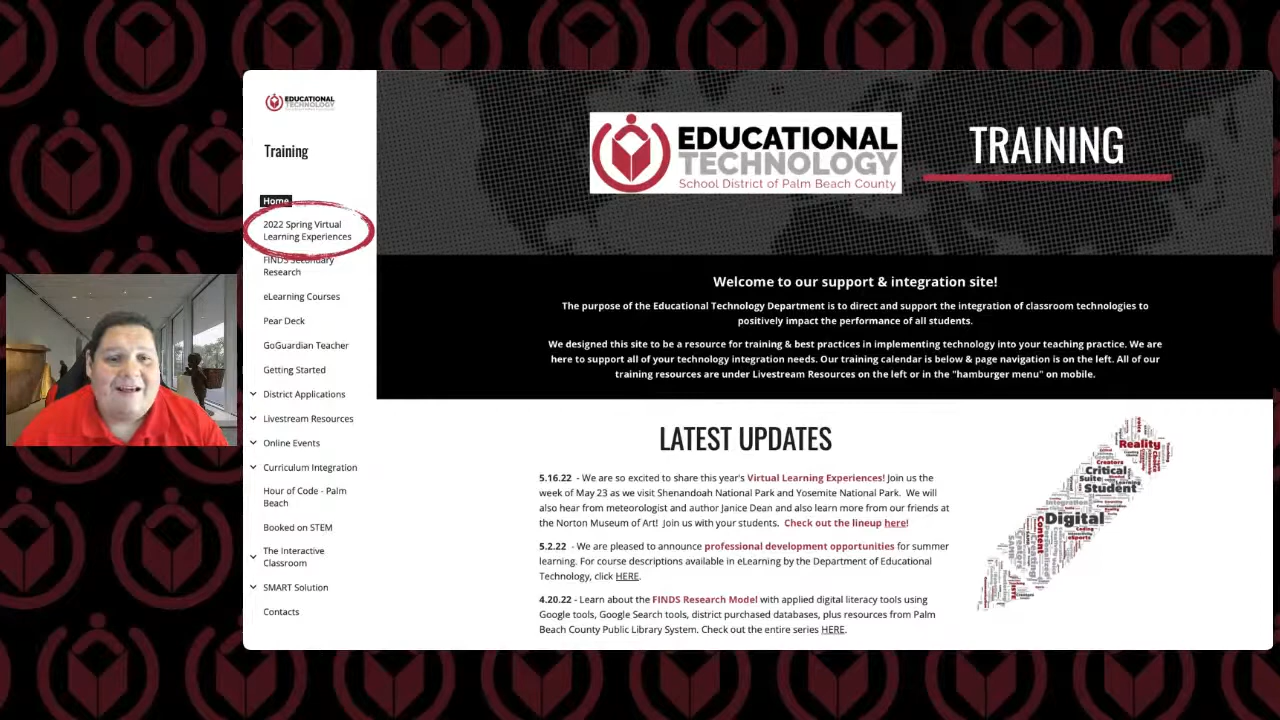 EDUCATIONAL
TECHNOLOGY
Training
Home
2022 Spring Virtual
Learning Experiences
FINDS Secondary
Research
eLearning Courses
Pear Deck
GoGuardian Teacher
Getting Started
District Applications
Livestream Resources
Online Events
Curriculum Integration
Hour of Code - Palm
Beach
Booked on STEM
The Interactive
Classroom
SMART Solution
Contacts
EDUCATIONAL
TECHNOLOGY
School District of Palm Beach County
TRAINING
Welcome to our support & integration site!
The purpose of the Educational Technology Department is to direct and support the integration of classroom technologies to
positively impact the performance of all students.
We designed this site to be a resource for training & best practices in implementing technology into your teaching practice. We are
here to support all of your technology integration needs. Our training calendar is below & page navigation is on the left. All of our
training resources are under Livestream Resources on the left or in the "hamburger menu" on mobile.
LATEST UPDATES
5.16.22 - We are so excited to share this year's Virtual Learning Experiences! Join us the
week of May 23 as we visit Shenandoah National Park and Yosemite National Park. We will
also hear from meteorologist and author Janice Dean and also learn more from our friends at
the Norton Museum of Art! Join us with your students. Check out the lineup here!
5.2.22 - We are pleased to announce professional development opportunities for summer
learning. For course descriptions available in eLearning by the Department of Educational
Technology, click HERE.
4.20.22 - Learn about the FINDS Research Model with applied digital literacy tools using
Google tools, Google Search tools, district purchased databases, plus resources from Palm
Beach County Public Library System. Check out the entire series HERE.
Reality
Creators
Critical
Suite
Learning
Student
Integration
Digital
Content
Coding
eSports